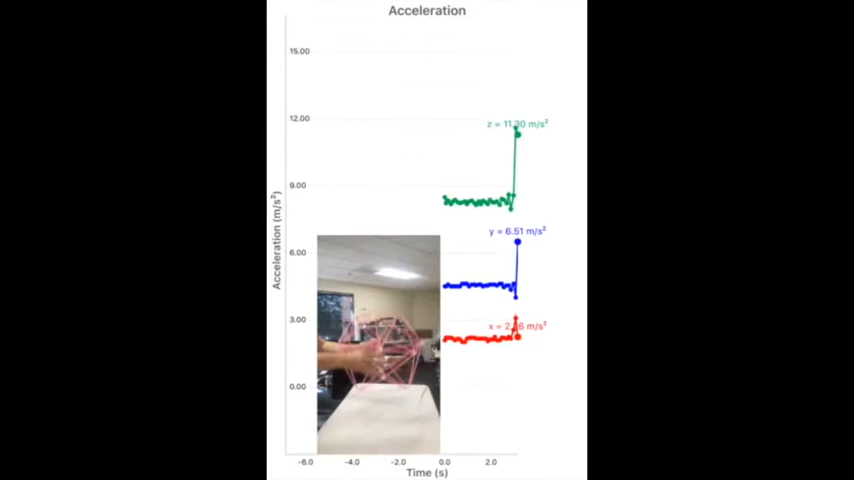 Acceleration
15.00
z = 11.30 m/s²
12.00
9.00
y = 6.51 m/s²
6.00
3.00
0.00
-6.0 -4.0 -2.0 0.0 2.0
Time (s)
Acceleration (m/s²)